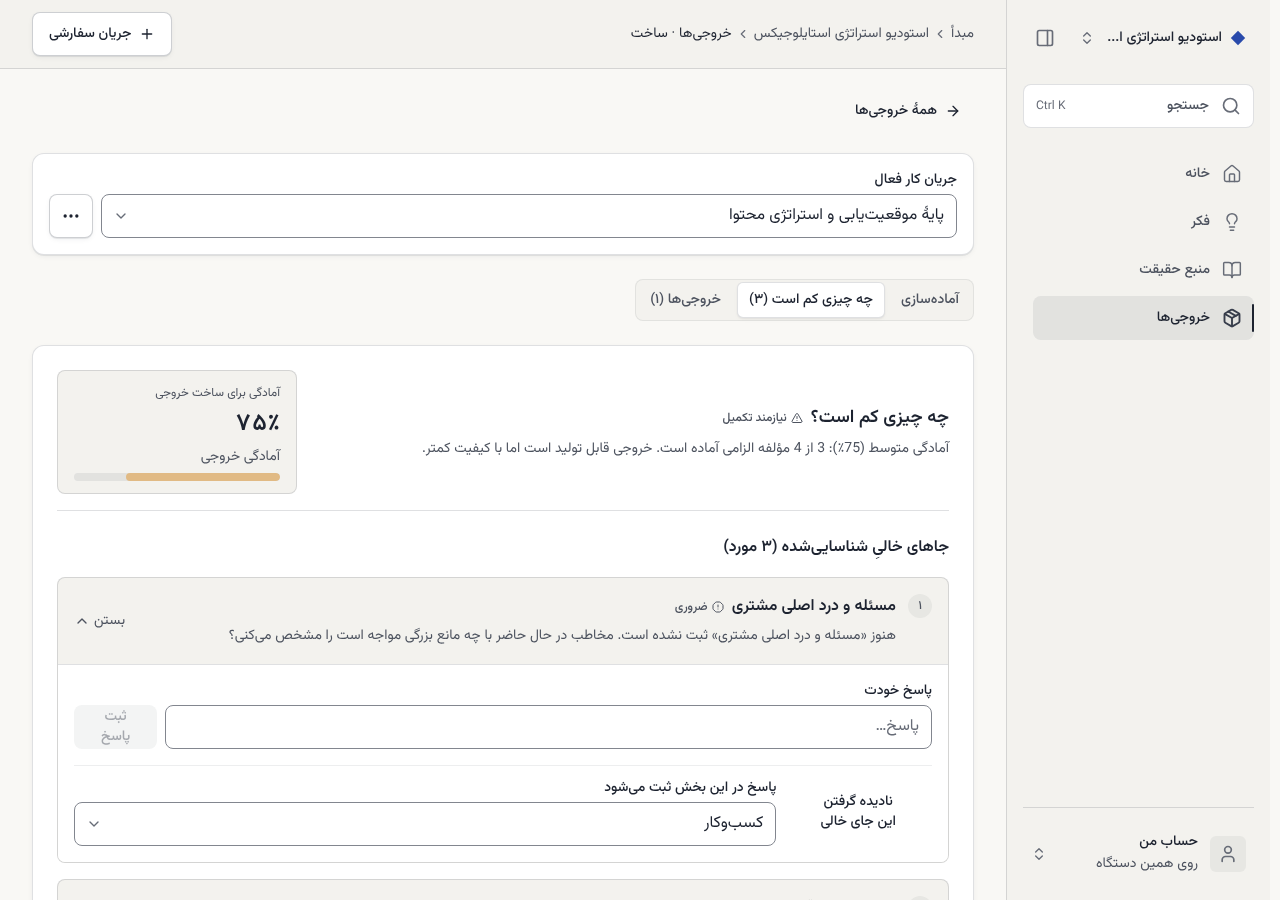 استودیو استراتژی ا...
جستجو
Ctrl K
خانه
فکر
منبع حقیقت
خروجی‌ها
حساب من
روی همین دستگاه
مبدأ › استودیو استراتژی استایلوجیکس › خروجی‌ها · ساخت
+ جریان سفارشی
همهٔ خروجی‌ها
جریان کار فعال
پایهٔ موقعیت‌یابی و استراتژی محتوا
آماده‌سازی
چه چیزی کم است (۳)
خروجی‌ها (۱)
چه چیزی کم است؟ نیازمند تکمیل
آمادگی متوسط (75٪): 3 از 4 مؤلفه الزامی آماده است. خروجی قابل تولید است اما با کیفیت کمتر.
آمادگی برای ساخت خروجی
۷۵٪
آمادگی خروجی
جاهای خالیِ شناسایی‌شده (۳ مورد)
۱
مسئله و درد اصلی مشتری ضروری
هنوز «مسئله و درد اصلی مشتری» ثبت نشده است. مخاطب در حال حاضر با چه مانع بزرگی مواجه است را مشخص می‌کنی؟
بستن
پاسخ خودت
پاسخ...
ثبت
پاسخ
نادیده گرفتن
این جای خالی
پاسخ در این بخش ثبت می‌شود
کسب‌وکار